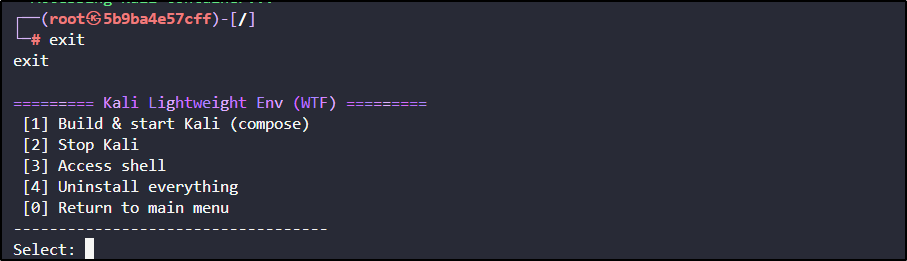 ┌──(root㉿5b9ba4e57cff)-[/]
└─# exit
exit
========= Kali Lightweight Env (WTF) =========
[1] Build & start Kali (compose)
[2] Stop Kali
[3] Access shell
[4] Uninstall everything
[0] Return to main menu
-----------------------------------
Select: